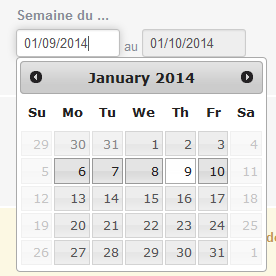 Semaine du ...
01/09/2014 au 01/10/2014
January 2014
Su Mo Tu We Th Fr Sa
29 30 31 1 2 3 4
5 6 7 8 9 10 11
12 13 14 15 16 17 18
19 20 21 22 23 24 25
26 27 28 29 30 31 1